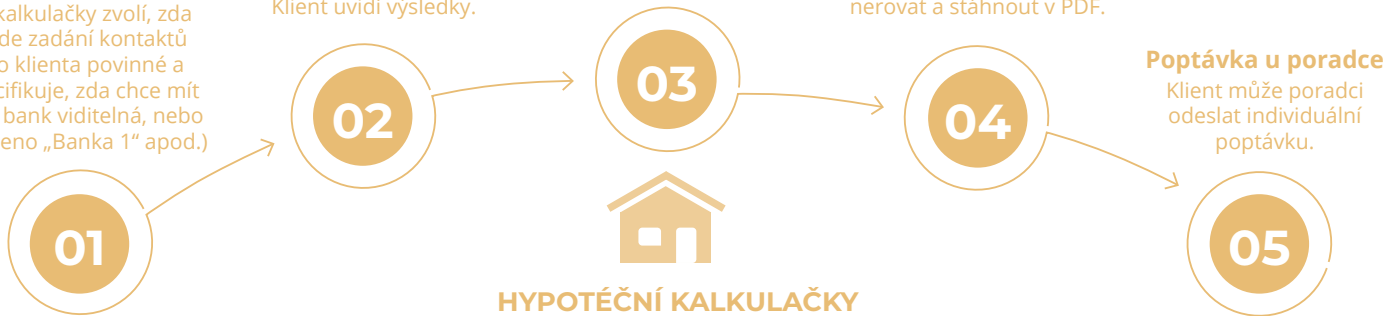 kalkulačky zvolí, zda
de zadání kontaktů
o klienta povinné a
cifikuje, zda chce mít
bank viditelná, nebo
eno „Banka 1“ apod.)
01
Klient uvidí výsledky.
02
03
nerovat a stáhnout v PDF.
04
Poptávka u poradce
Klient může poradci
odeslat individuální
poptávku.
05
HYPOTÉČNÍ KALKULAČKY